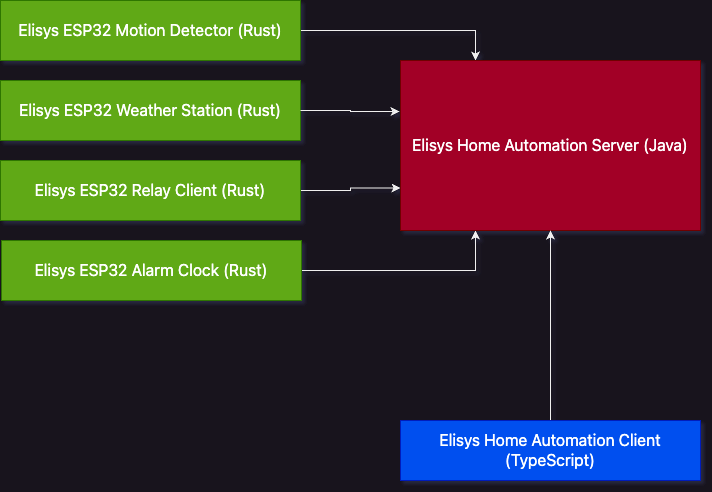 Elisys ESP32 Motion Detector (Rust)
Elisys ESP32 Weather Station (Rust)
Elisys Home Automation Server (Java)
Elisys ESP32 Relay Client (Rust)
Elisys ESP32 Alarm Clock (Rust)
Elisys Home Automation Client
(TypeScript)